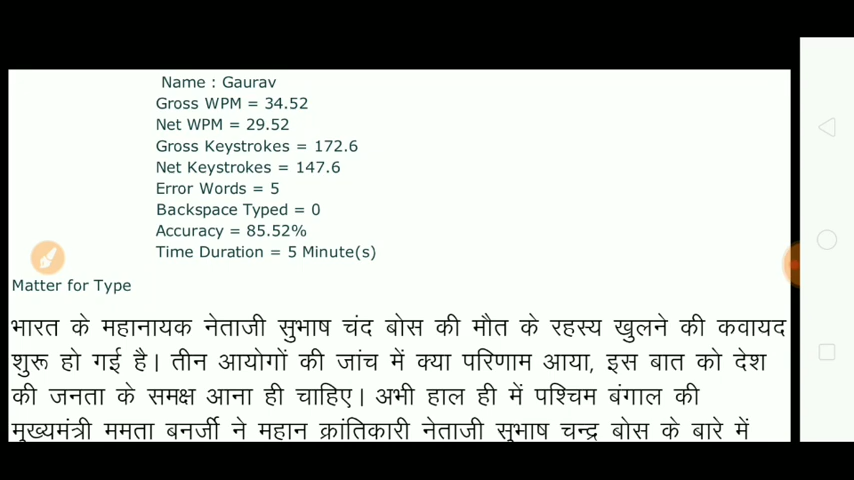 Name : Gaurav
Gross WPM = 34.52
Net WPM = 29.52
Gross Keystrokes = 172.6
Net Keystrokes = 147.6
Error Words = 5
Backspace Typed = 0
Accuracy = 85.52%
Time Duration = 5 Minute(s)
Matter for Type
भारत के महानायक नेताजी सुभाष चंद बोस की मौत के रहस्य खुलने की कवायद
शुरू हो गई है। तीन आयोगों की जांच में क्या परिणाम आया, इस बात को देश
की जनता के समक्ष आना ही चाहिए। अभी हाल ही में पश्चिम बंगाल की
मुख्यमंत्री ममता बनर्जी ने महान क्रांतिकारी नेताजी सुभाष चन्द्र बोस के बारे में